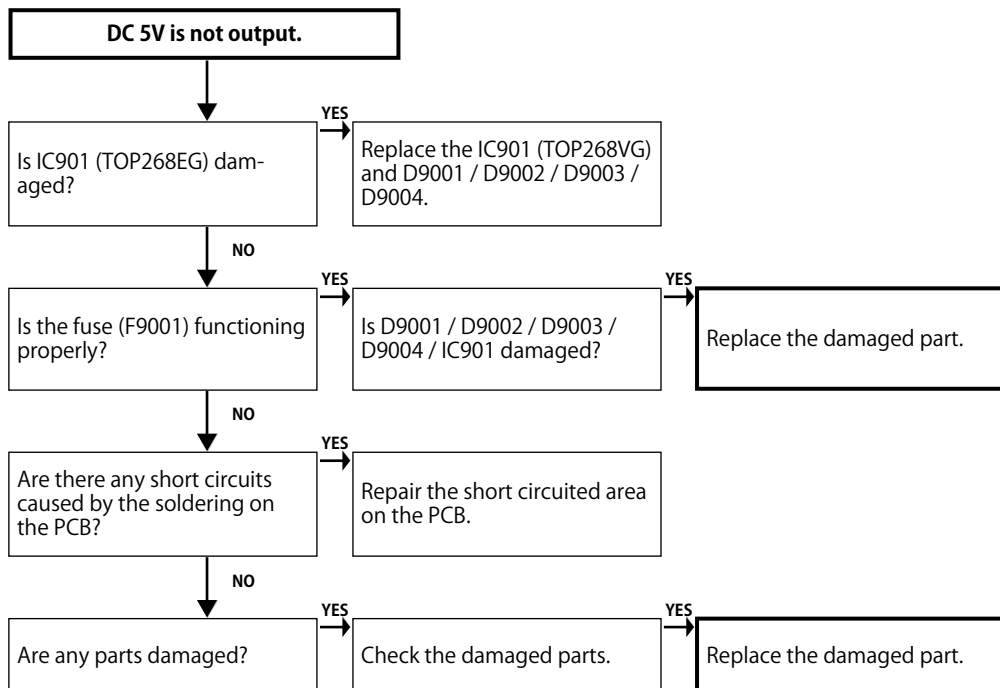 DC 5V is not output.
YES
Is IC901 (TOP268EG) dam-
aged?
Replace the IC901 (TOP268VG)
and D9001 / D9002 / D9003 /
D9004.
NO
YES
YES
Is the fuse (F9001) functioning
properly?
Is D9001 / D9002 / D9003 /
D9004 / IC901 damaged?
Replace the damaged part.
NO
YES
Are there any short circuits
caused by the soldering on
the PCB?
Repair the short circuited area
on the PCB.
NO
YES
YES
Are any parts damaged?
Check the damaged parts.
Replace the damaged part.